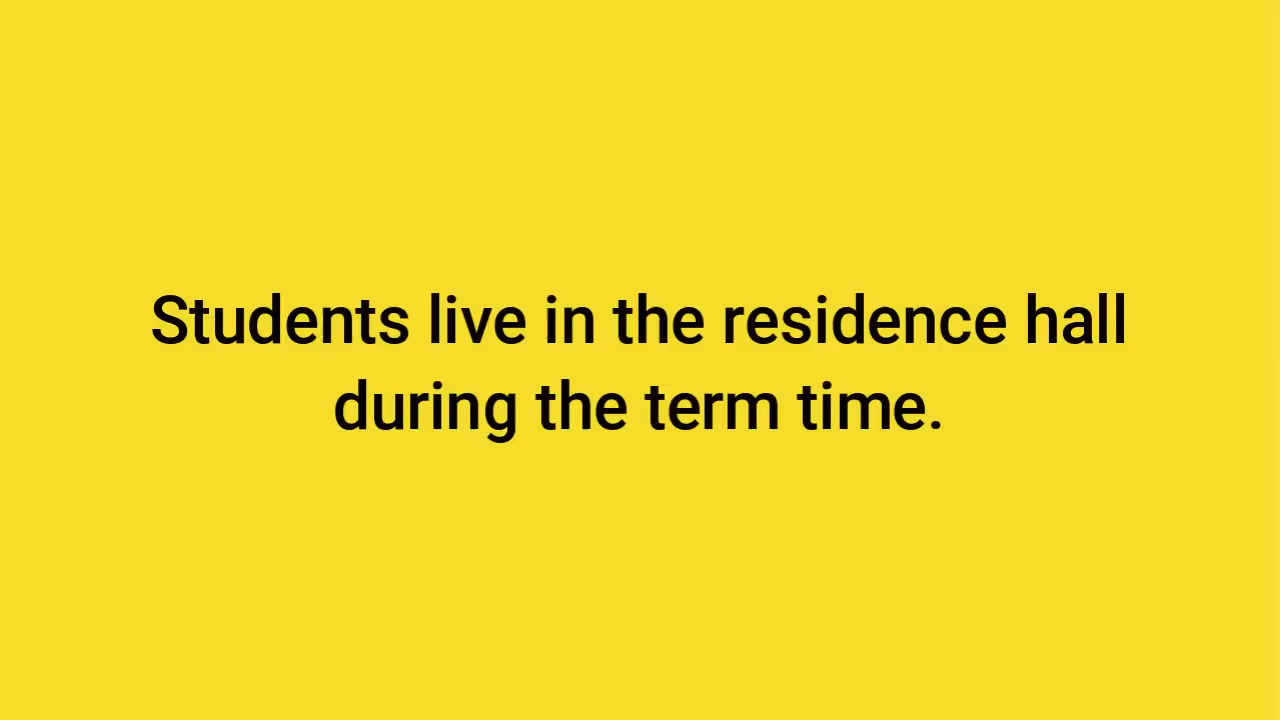 Students live in the residence hall
during the term time.